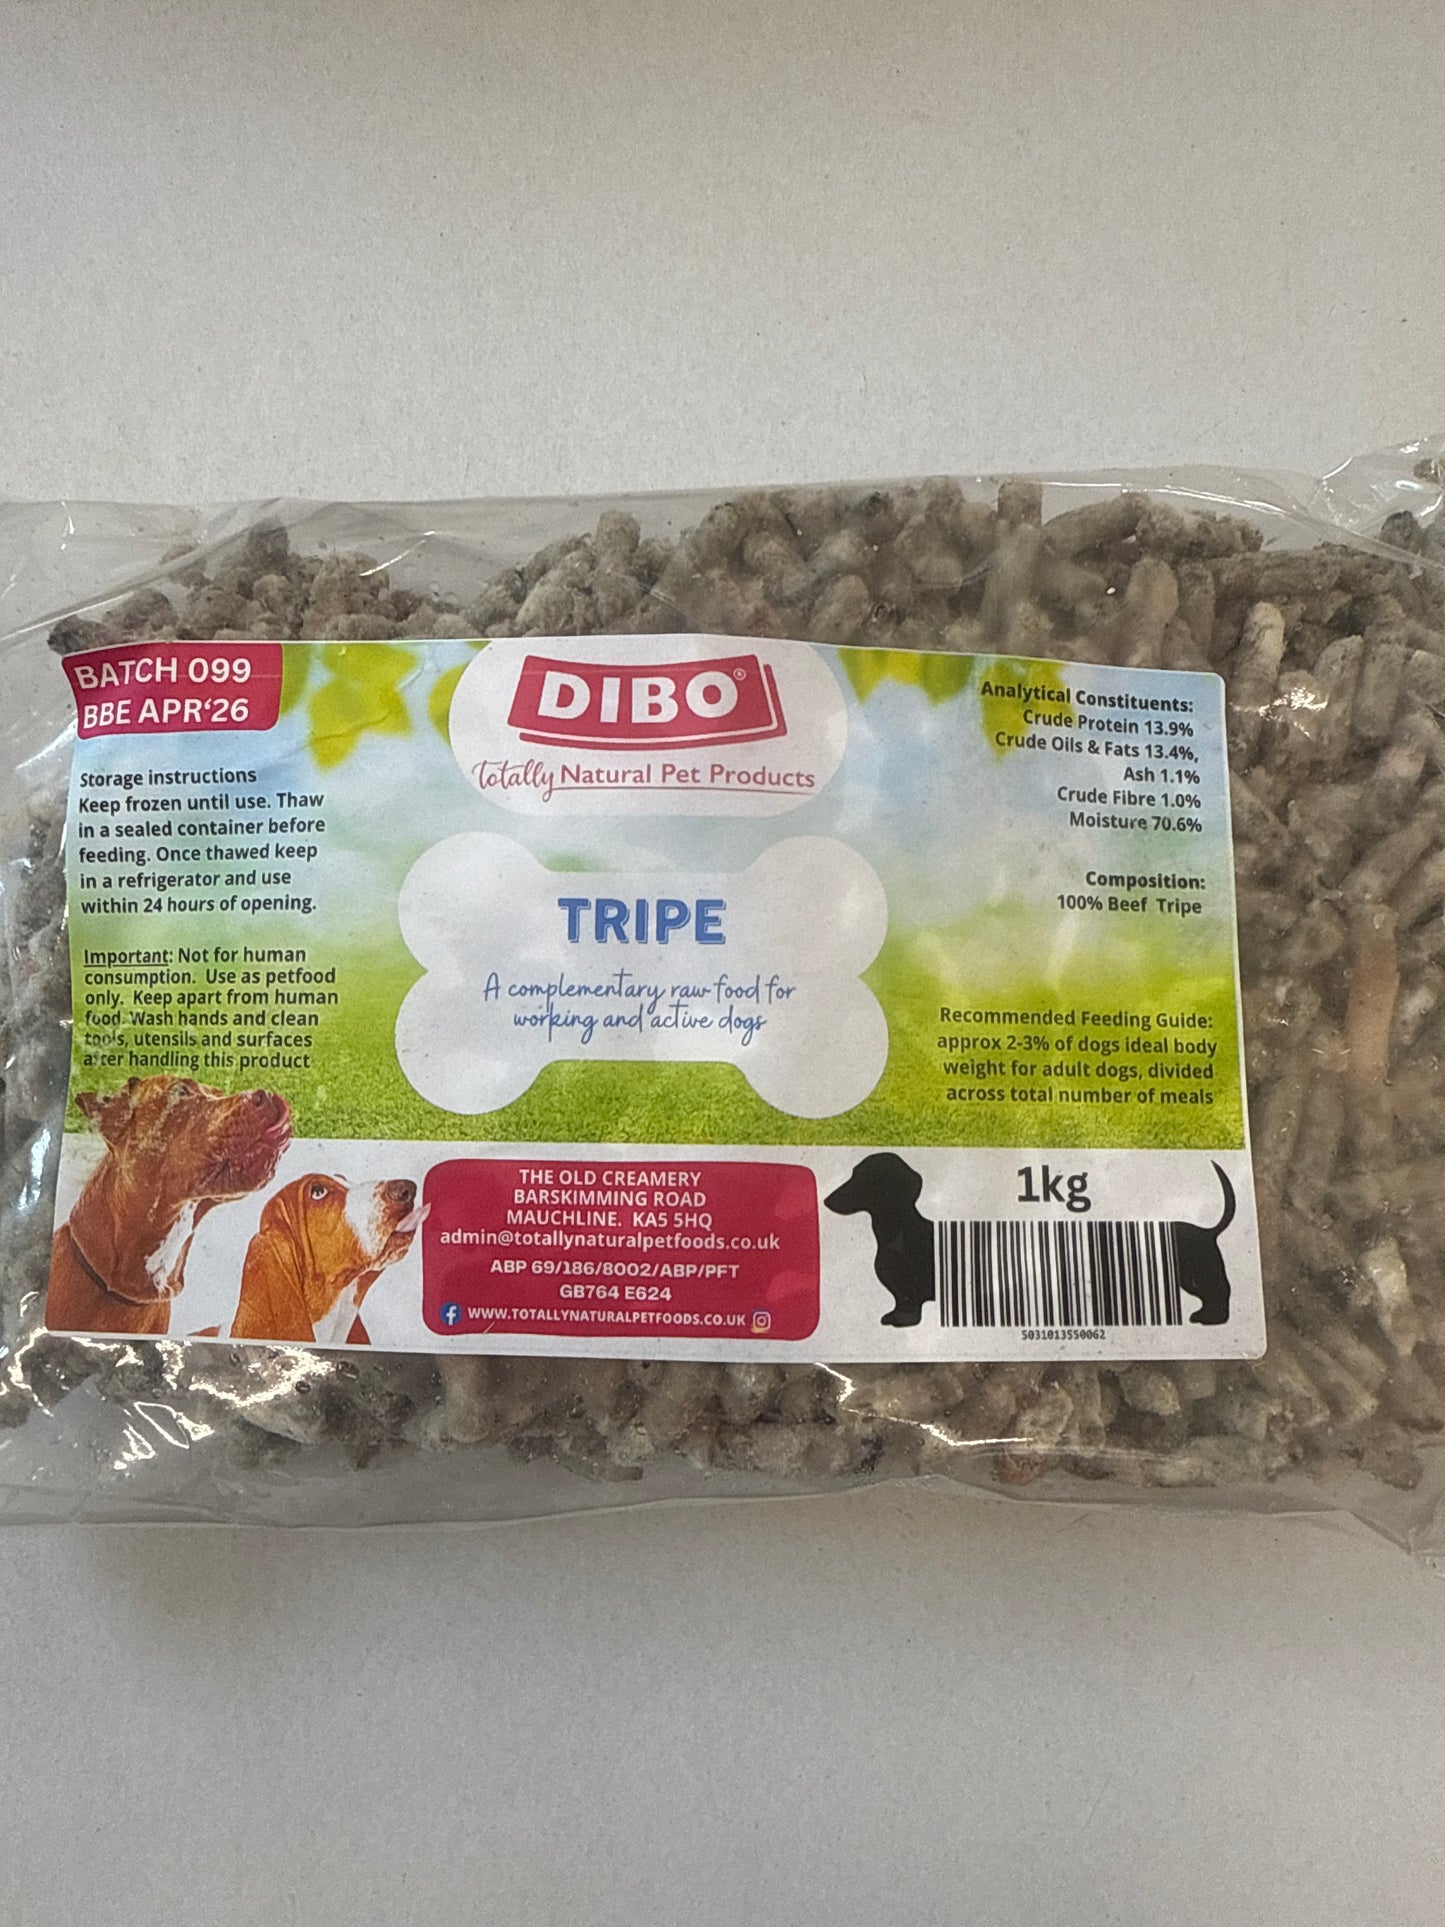 BATCH 099
BBE APR‘26
Storage instructions
Keep frozen until use. Thaw
in a sealed container before
feeding. Once thawed keep
in a refrigerator and use
within 24 hours of opening.
Important: Not for human
consumption. Use as petfood
only. Keep apart from human
food. Wash hands and clean
tools, utensils and surfaces
after handling this product
DIBO®
Totally Natural Pet Products
TRIPE
A complementary raw food for
working and active dogs
Analytical Constituents:
Crude Protein 13.9%
Crude Oils & Fats 13.4%,
Ash 1.1%
Crude Fibre 1.0%
Moisture 70.6%
Composition:
100% Beef Tripe
Recommended Feeding Guide:
approx 2-3% of dogs ideal body
weight for adult dogs, divided
across total number of meals
THE OLD CREAMERY
BARSKIMMING ROAD
MAUCHLINE. KA5 5HQ
admin@totallynaturalpetfoods.co.uk
ABP 69/186/8002/ABP/PFT
GB764 E624
WWW.TOTALLYNATURALPETFOODS.CO.UK
1kg
5031013550062